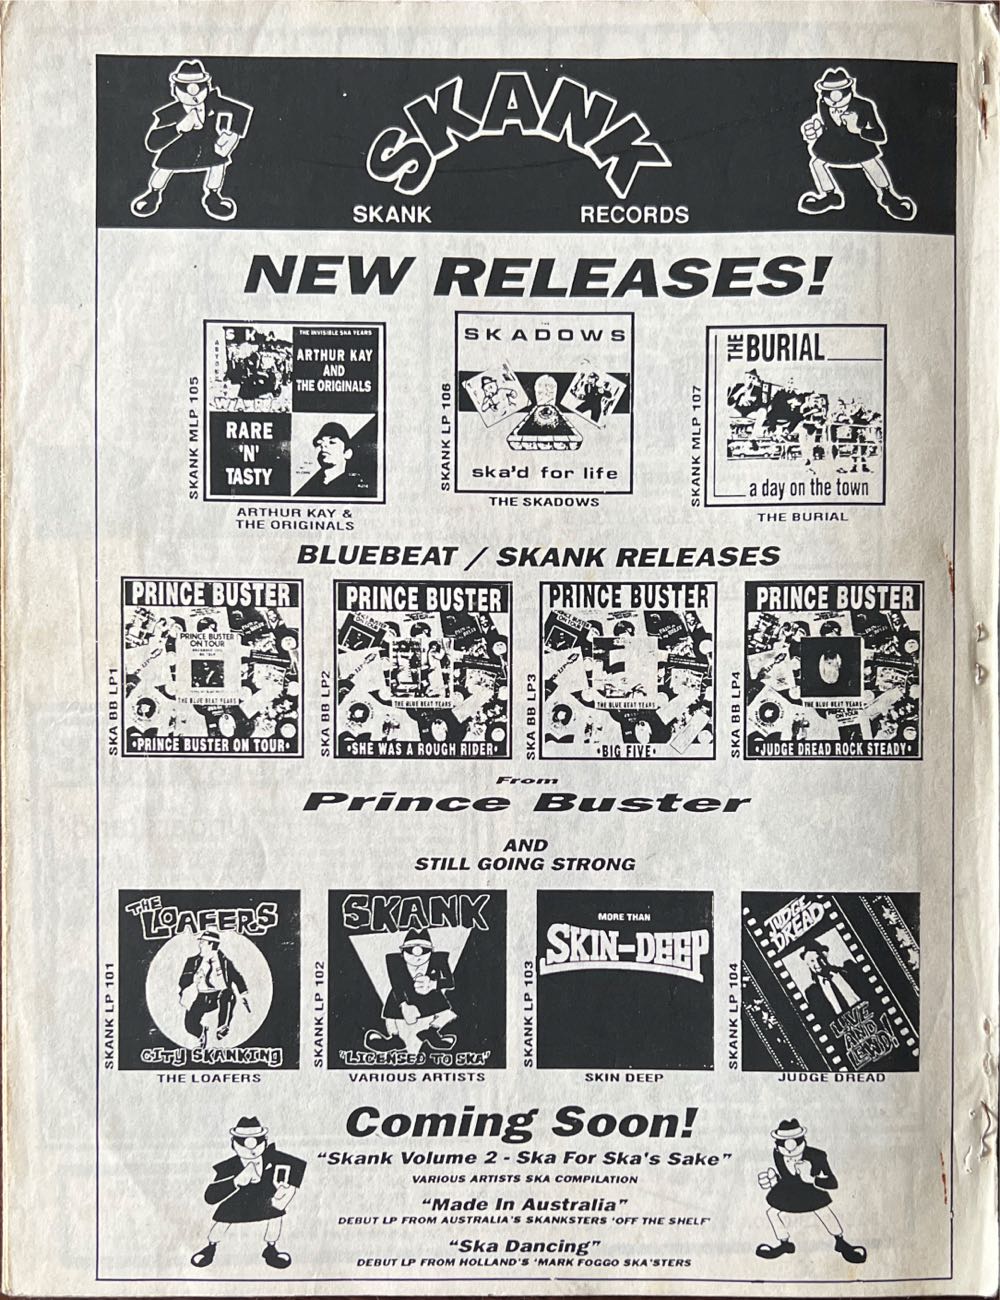 SKANK
SKANK RECORDS
NEW RELEASES!
SKANK MLP 105
SKA
THE INVISIBLE SKA YEARS
ARTHUR KAY
AND
THE ORIGINALS
RARE
'N'
TASTY
ARTHUR KAY &
THE ORIGINALS
SKANK LP 106
SKADOWS
ska'd for life
THE SKADOWS
SKANK MLP 107
THE BURIAL
a day on the town
THE BURIAL
BLUEBEAT / SKANK RELEASES
SKA BB LP1
PRINCE BUSTER
PRINCE BUSTER
ON TOUR
THE BLUE BEAT YEARS
•PRINCE BUSTER ON TOUR•
SKA BB LP2
PRINCE BUSTER
THE BLUE BEAT YEARS
•SHE WAS A ROUGH RIDER•
SKA BB LP3
PRINCE BUSTER
THE BLUE BEAT YEARS
•BIG FIVE•
SKA BB LP4
PRINCE BUSTER
THE BLUE BEAT YEARS
•JUDGE DREAD ROCK STEADY•
From
Prince Buster
AND
STILL GOING STRONG
SKANK LP 101
THE LOAFERS
CITY SKANKING
THE LOAFERS
SKANK LP 102
SKANK
"LICENSED TO SKA"
VARIOUS ARTISTS
SKANK LP 103
MORE THAN
SKIN-DEEP
SKIN DEEP
SKANK LP 104
JUDGE
DREAD
LIVE
AND
LEWD!
JUDGE DREAD
Coming Soon!
“Skank Volume 2 - Ska For Ska's Sake”
VARIOUS ARTISTS SKA COMPILATION
“Made In Australia”
DEBUT LP FROM AUSTRALIA'S SKANKSTERS 'OFF THE SHELF'
“Ska Dancing”
DEBUT LP FROM HOLLAND'S 'MARK FOGGO SKA'STERS